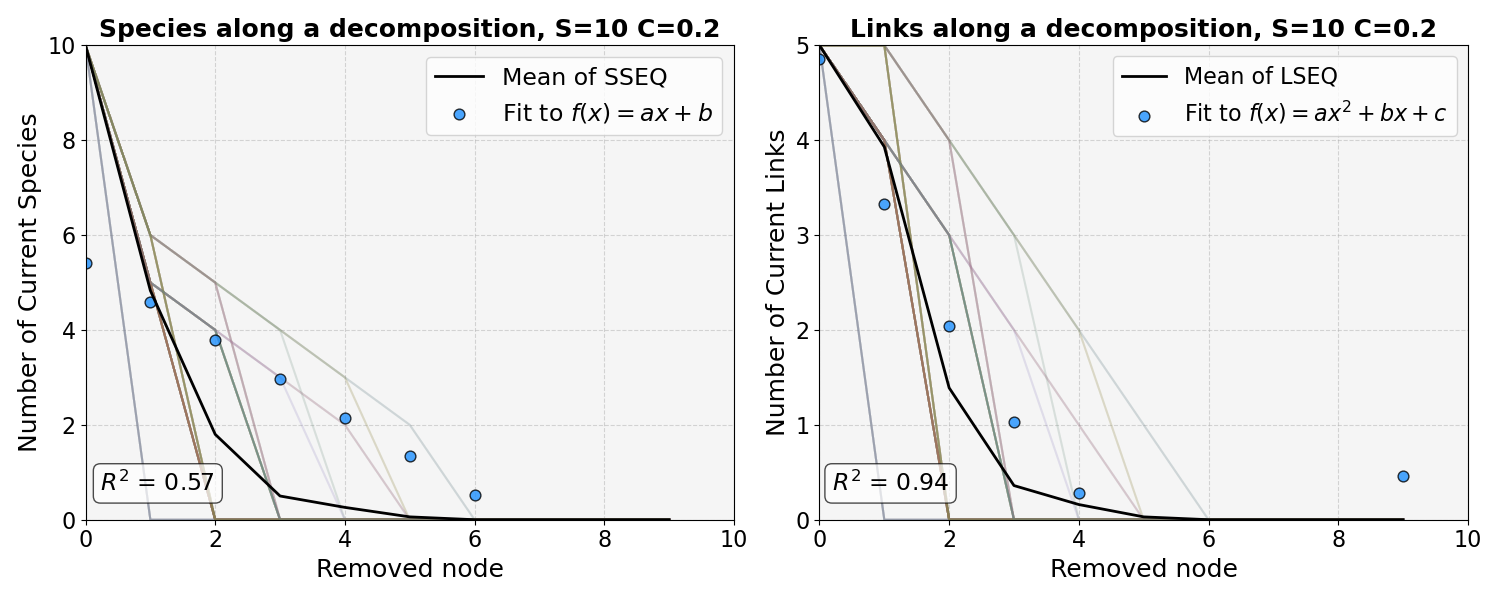 Species along a decomposition, S=10 C=0.2
Number of Current Species
10
8
6
4
2
0
Mean of SSEQ
Fit to f(x) = ax + b
R² = 0.57
0 2 4 6 8 10
Removed node
Links along a decomposition, S=10 C=0.2
Number of Current Links
5
4
3
2
1
0
Mean of LSEQ
Fit to f(x) = ax² + bx + c
R² = 0.94
0 2 4 6 8 10
Removed node